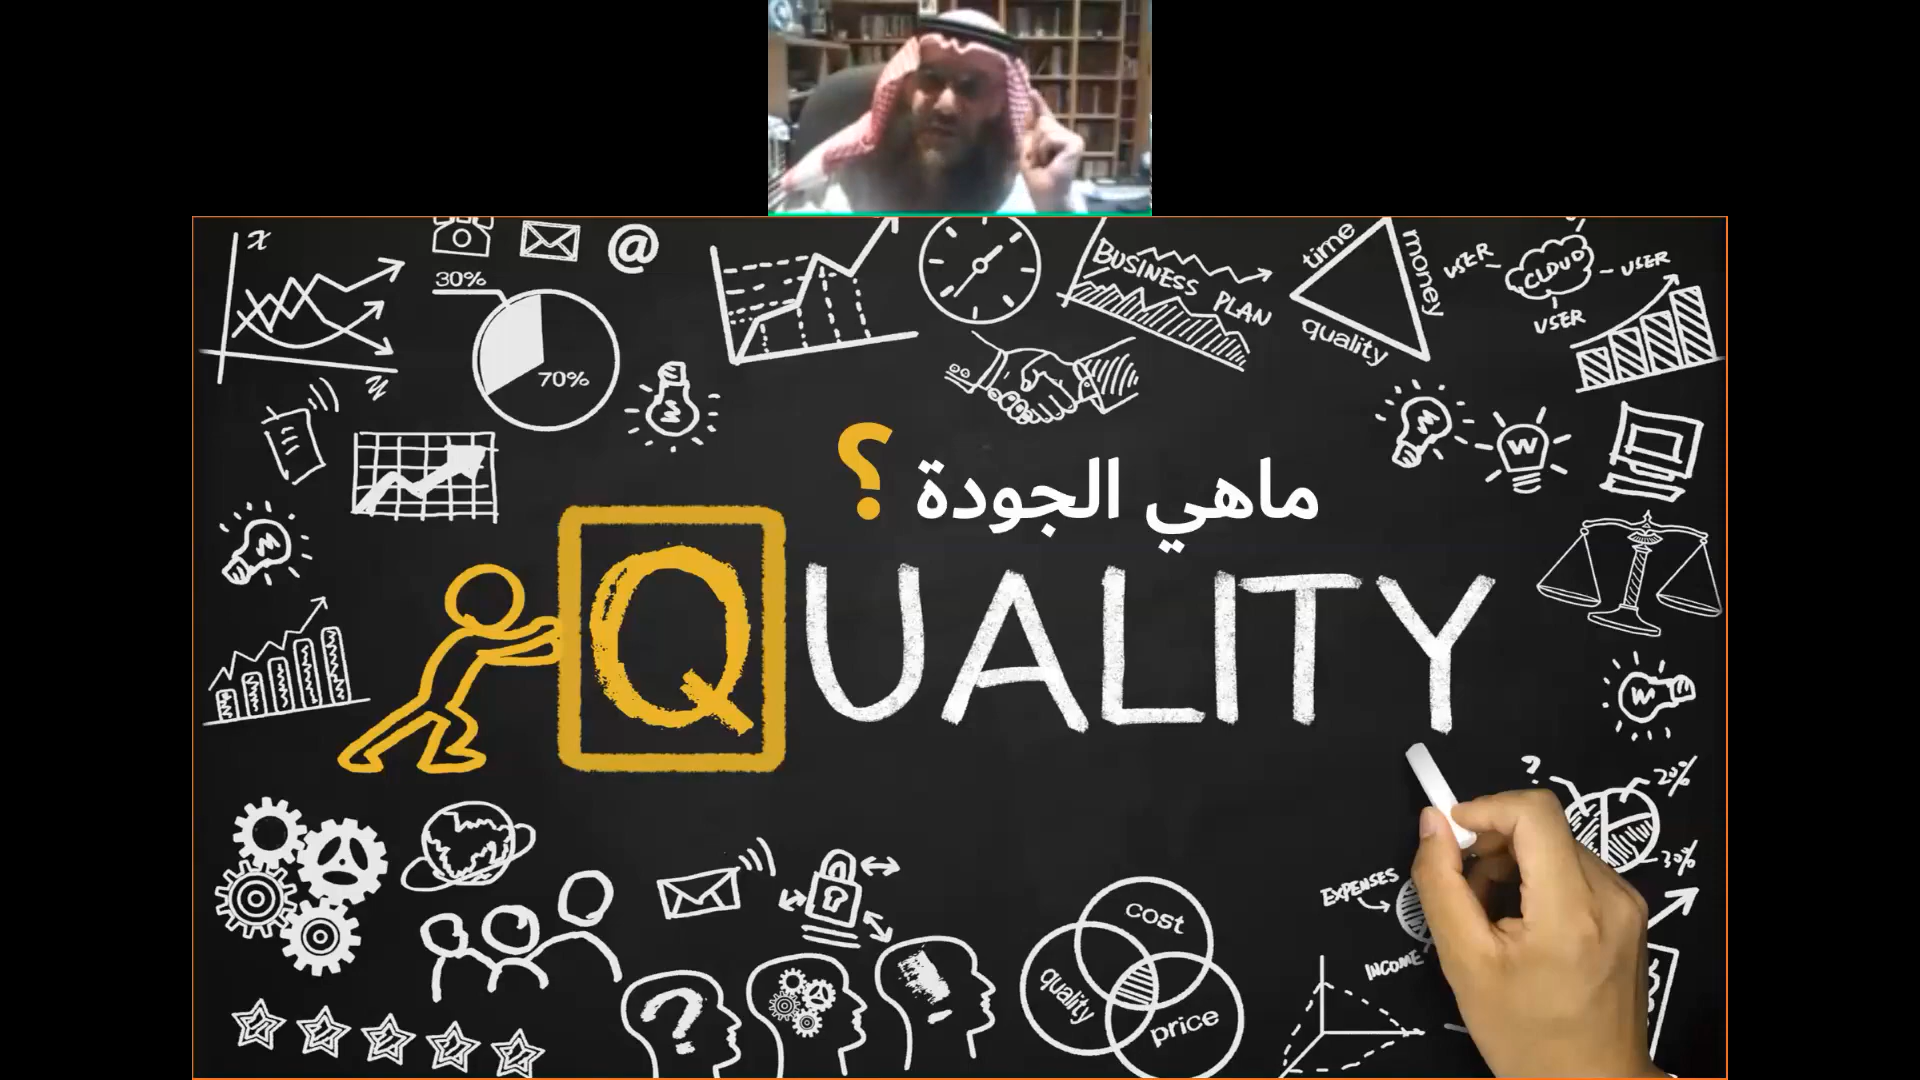 x
@
30%
70%
y
BUSINESS PLAN
time
money
quality
USER
CLOUD
USER
USER
W
ماهي الجودة ؟
QUALITY
W
?
20%
30%
EXPENSES
INCOME
?
cost
quality
price